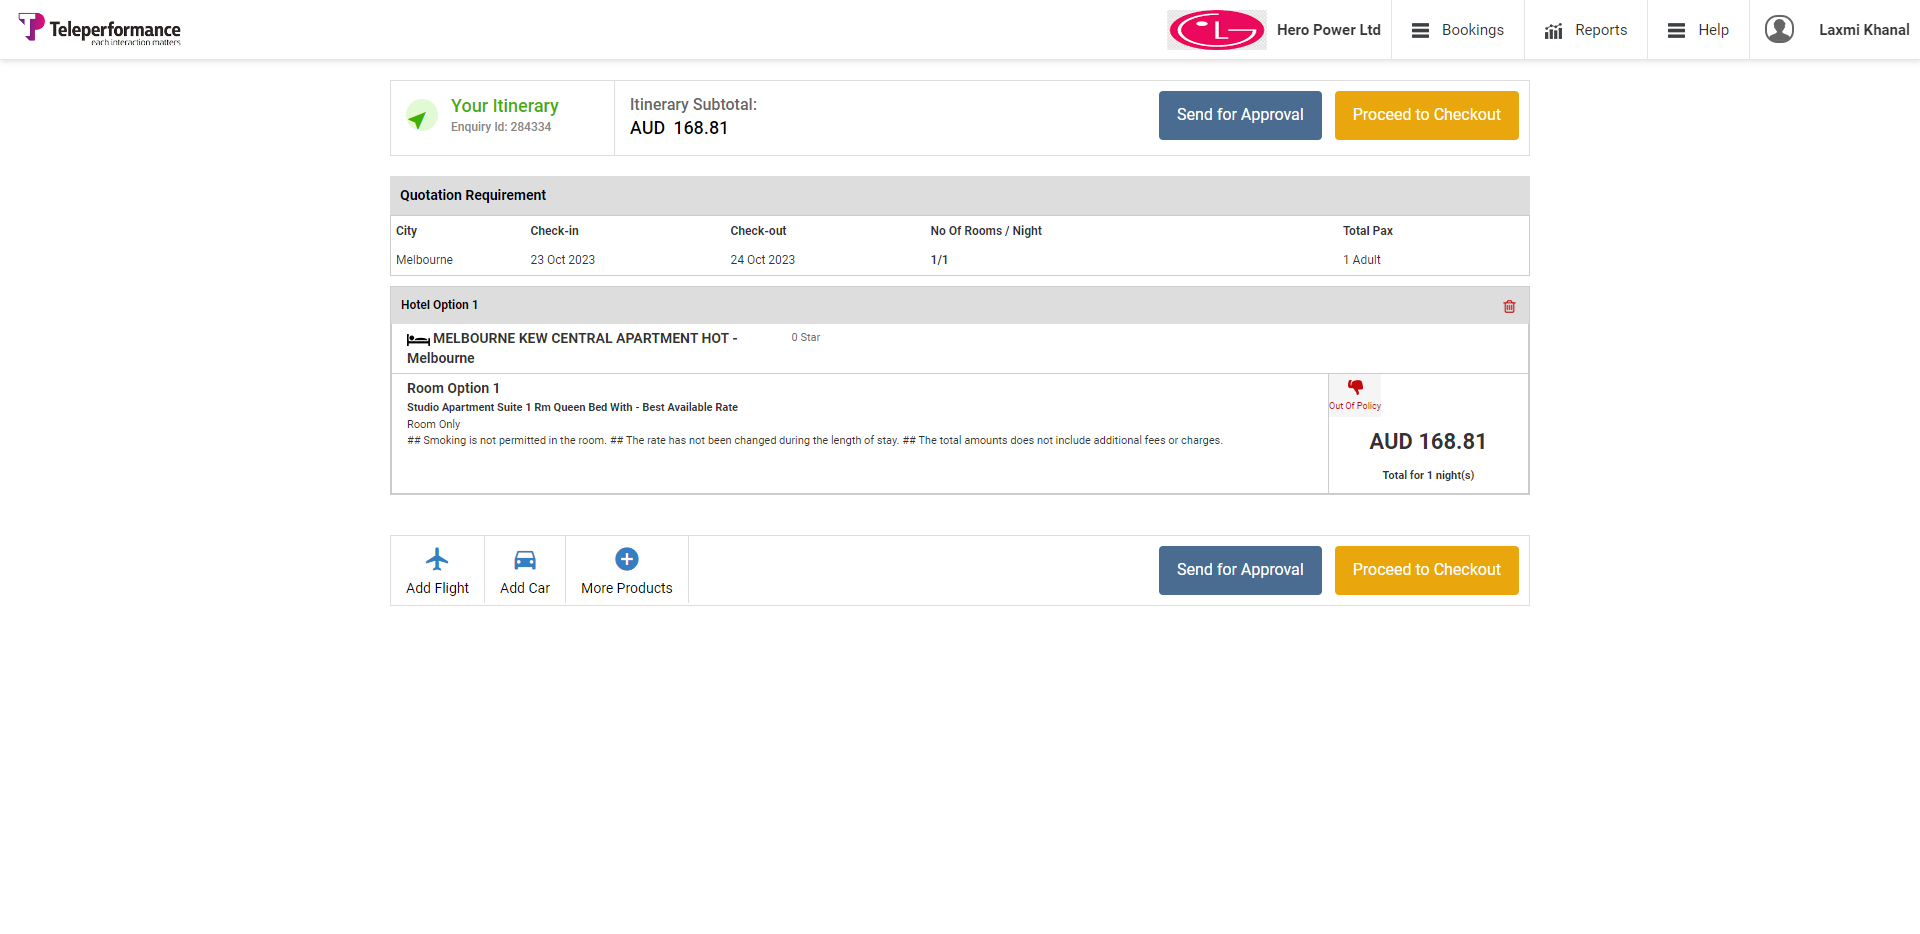 Teleperformance
each interaction matters
LG
Hero Power Ltd
Bookings
Reports
Help
Laxmi Khanal
Your Itinerary
Enquiry Id: 284334
Itinerary Subtotal:
AUD 168.81
Send for Approval
Proceed to Checkout
Quotation Requirement
City Check-in Check-out No Of Rooms / Night Total Pax
Melbourne 23 Oct 2023 24 Oct 2023 1/1 1 Adult
Hotel Option 1
MELBOURNE KEW CENTRAL APARTMENT HOT - 0 Star
Melbourne
Room Option 1
Studio Apartment Suite 1 Rm Queen Bed With - Best Available Rate
Room Only
## Smoking is not permitted in the room. ## The rate has not been changed during the length of stay. ## The total amounts does not include additional fees or charges.
Out Of Policy
AUD 168.81
Total for 1 night(s)
Add Flight
Add Car
More Products
Send for Approval
Proceed to Checkout